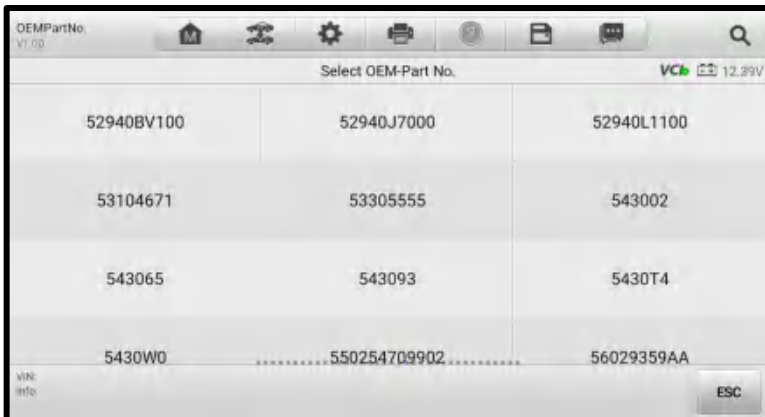 OEMPartNo.
V1.00
M
Select OEM-Part No.
VCI 12.39V
52940BV100 52940J7000 52940L1100
53104671 53305555 543002
543065 543093 5430T4
5430W0 550254709902 56029359AA
VIN:
Info:
ESC